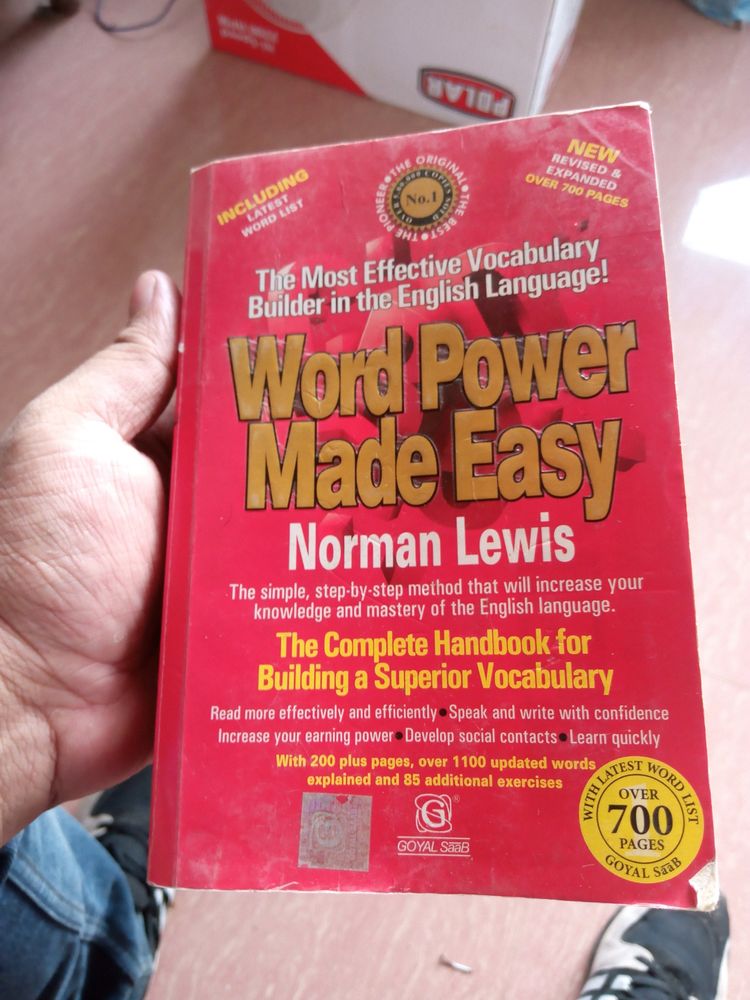 POLAR
INCLUDING
LATEST
WORD LIST
THE ORIGINAL • THE BEST • THE PIONEER •
No.1
NEW
REVISED &
EXPANDED
OVER 700 PAGES
The Most Effective Vocabulary
Builder in the English Language!
Word Power
Made Easy
Norman Lewis
The simple, step-by-step method that will increase your
knowledge and mastery of the English language.
The Complete Handbook for
Building a Superior Vocabulary
Read more effectively and efficiently • Speak and write with confidence
Increase your earning power • Develop social contacts • Learn quickly
With 200 plus pages, over 1100 updated words
explained and 85 additional exercises
G®
GOYAL SaaB
WITH LATEST WORD LIST
OVER
700
PAGES
GOYAL SaaB